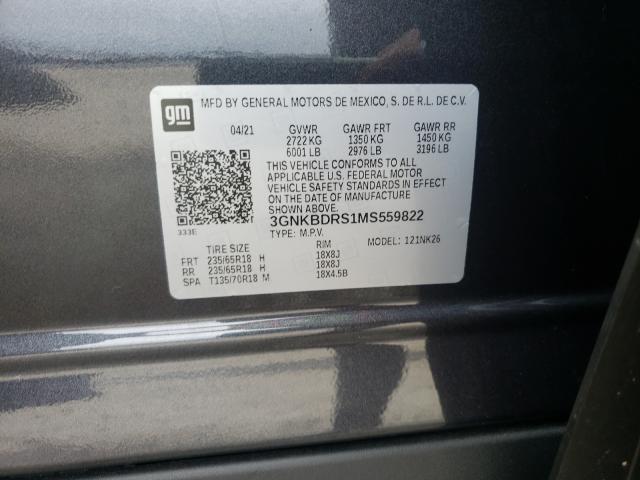 gm
MFD BY GENERAL MOTORS DE MEXICO, S. DE R.L. DE C.V.
04/21 GVWR GAWR FRT GAWR RR
2722 KG 1350 KG 1450 KG
6001 LB 2976 LB 3196 LB
THIS VEHICLE CONFORMS TO ALL
APPLICABLE U.S. FEDERAL MOTOR
VEHICLE SAFETY STANDARDS IN EFFECT
ON THE DATE OF MANUFACTURE
SHOWN ABOVE.
333E 3GNKBDRS1MS559822
TYPE: M.P.V. MODEL: 121NK26
TIRE SIZE RIM
FRT 235/65R18 H 18X8J
RR 235/65R18 H 18X8J
SPA T135/70R18 M 18X4.5B